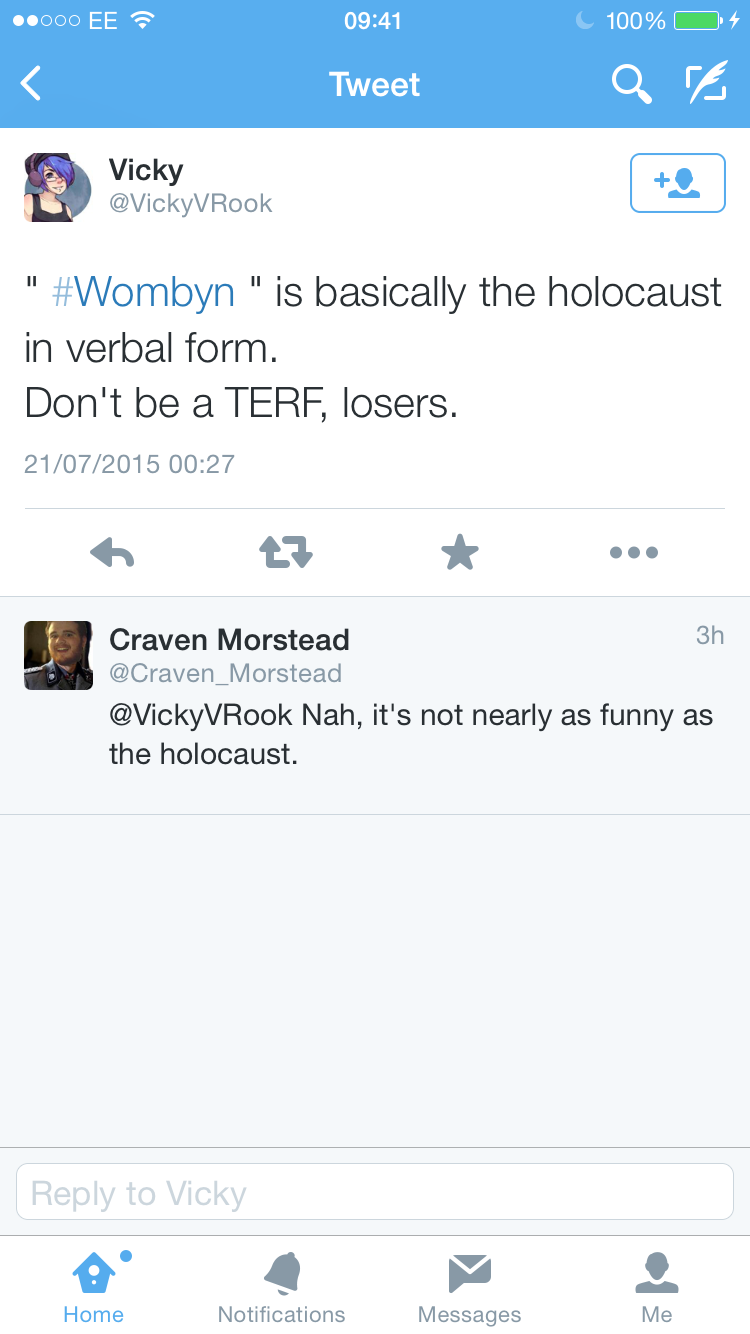 EE 09:41 100%
Tweet
Vicky
@VickyVRook
" #Wombyn " is basically the holocaust
in verbal form.
Don't be a TERF, losers.
21/07/2015 00:27
Craven Morstead 3h
@Craven_Morstead
@VickyVRook Nah, it's not nearly as funny as
the holocaust.
Reply to Vicky
Home Notifications Messages Me